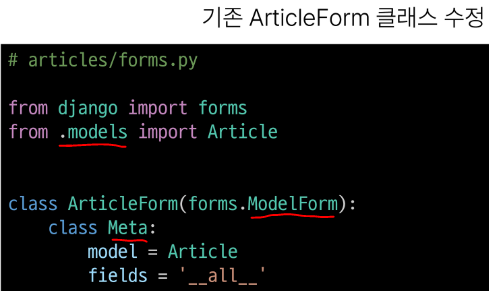 기존 ArticleForm 클래스 수정
# articles/forms.py
from django import forms
from .models import Article
class ArticleForm(forms.ModelForm):
    class Meta:
        model = Article
        fields = '__all__'